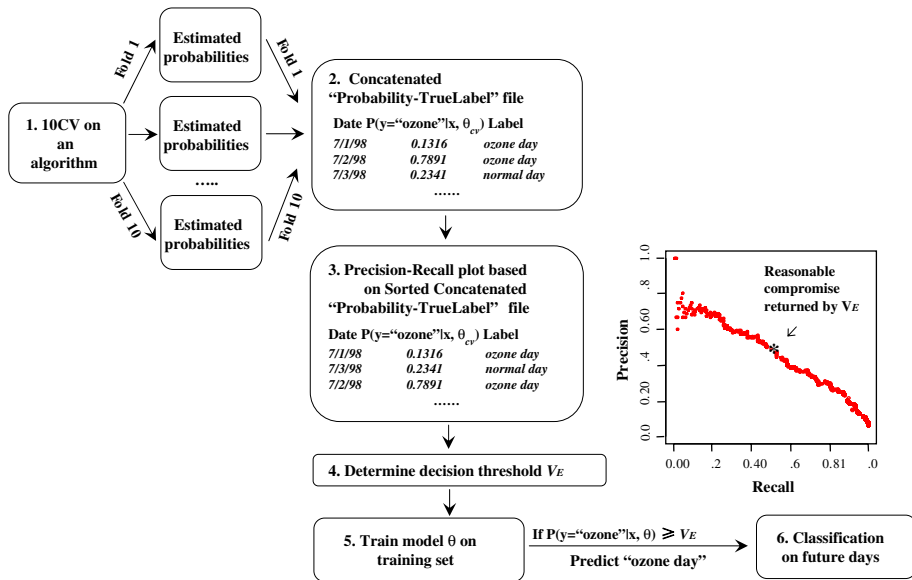 Fold 1
Estimated
probabilities
Fold 1
1. 10CV on
an
algorithm
Estimated
probabilities
.....
Fold 10
Estimated
probabilities
Fold 10
2. Concatenated
“Probability-TrueLabel” file
Date P(y=“ozone”|x, θcv) Label
7/1/98 0.1316 ozone day
7/2/98 0.7891 ozone day
7/3/98 0.2341 normal day
......
3. Precision-Recall plot based
on Sorted Concatenated
“Probability-TrueLabel” file
Date P(y=“ozone”|x, θcv) Label
7/1/98 0.1316 ozone day
7/3/98 0.2341 normal day
7/2/98 0.7891 ozone day
......
4. Determine decision threshold VE
5. Train model θ on
training set
If P(y=“ozone”|x, θ) ⩾ VE
Predict “ozone day”
6. Classification
on future days
Precision
1.0
.8
0.60
.4
0.20
0.0
Reasonable
compromise
returned by VE
*
0.00 .2 0.40 .6 0.81 .0
Recall